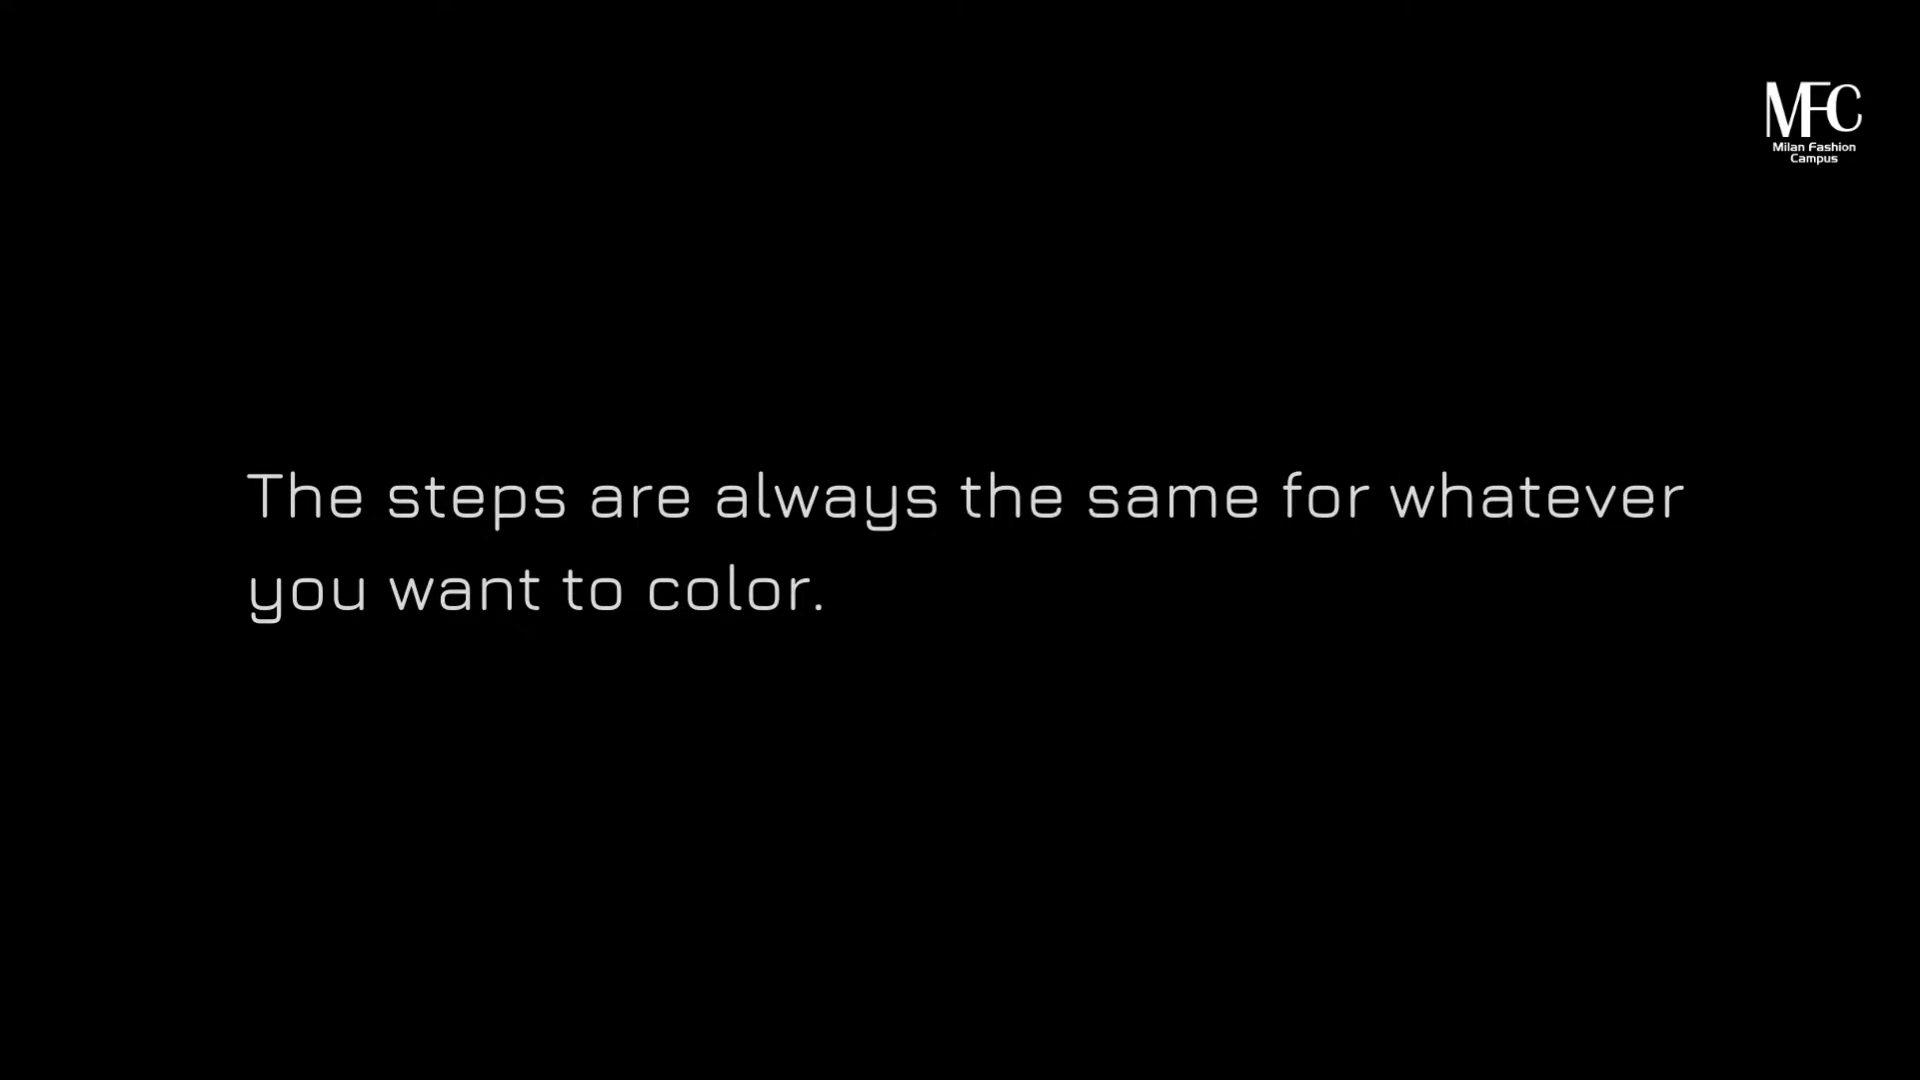 MFC
Milan Fashion
Campus
The steps are always the same for whatever
you want to color.